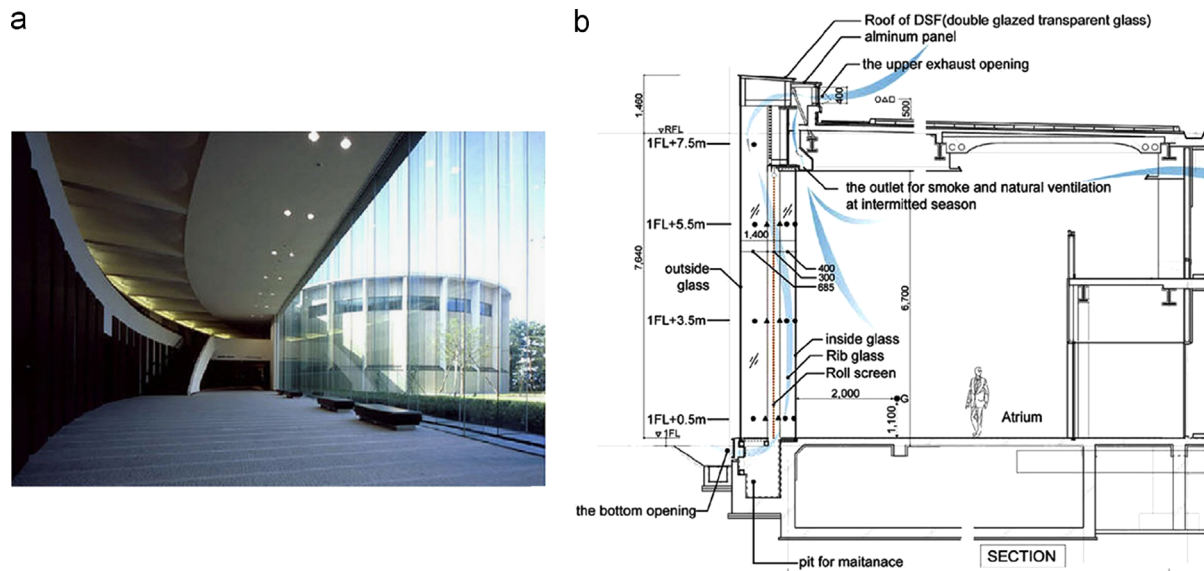 a
b
Roof of DSF(double glazed transparent glass)
alminum panel
the upper exhaust opening
400
500
1,460
RFL
1FL+7.5m
the outlet for smoke and natural ventilation
at intermitted season
1FL+5.5m
1,400
7,640
outside
glass
400
300
685
6,700
1FL+3.5m
inside glass
Rib glass
Roll screen
2,000
G
1FL+0.5m
1,100
Atrium
1FL
the bottom opening
SECTION
pit for maitanace